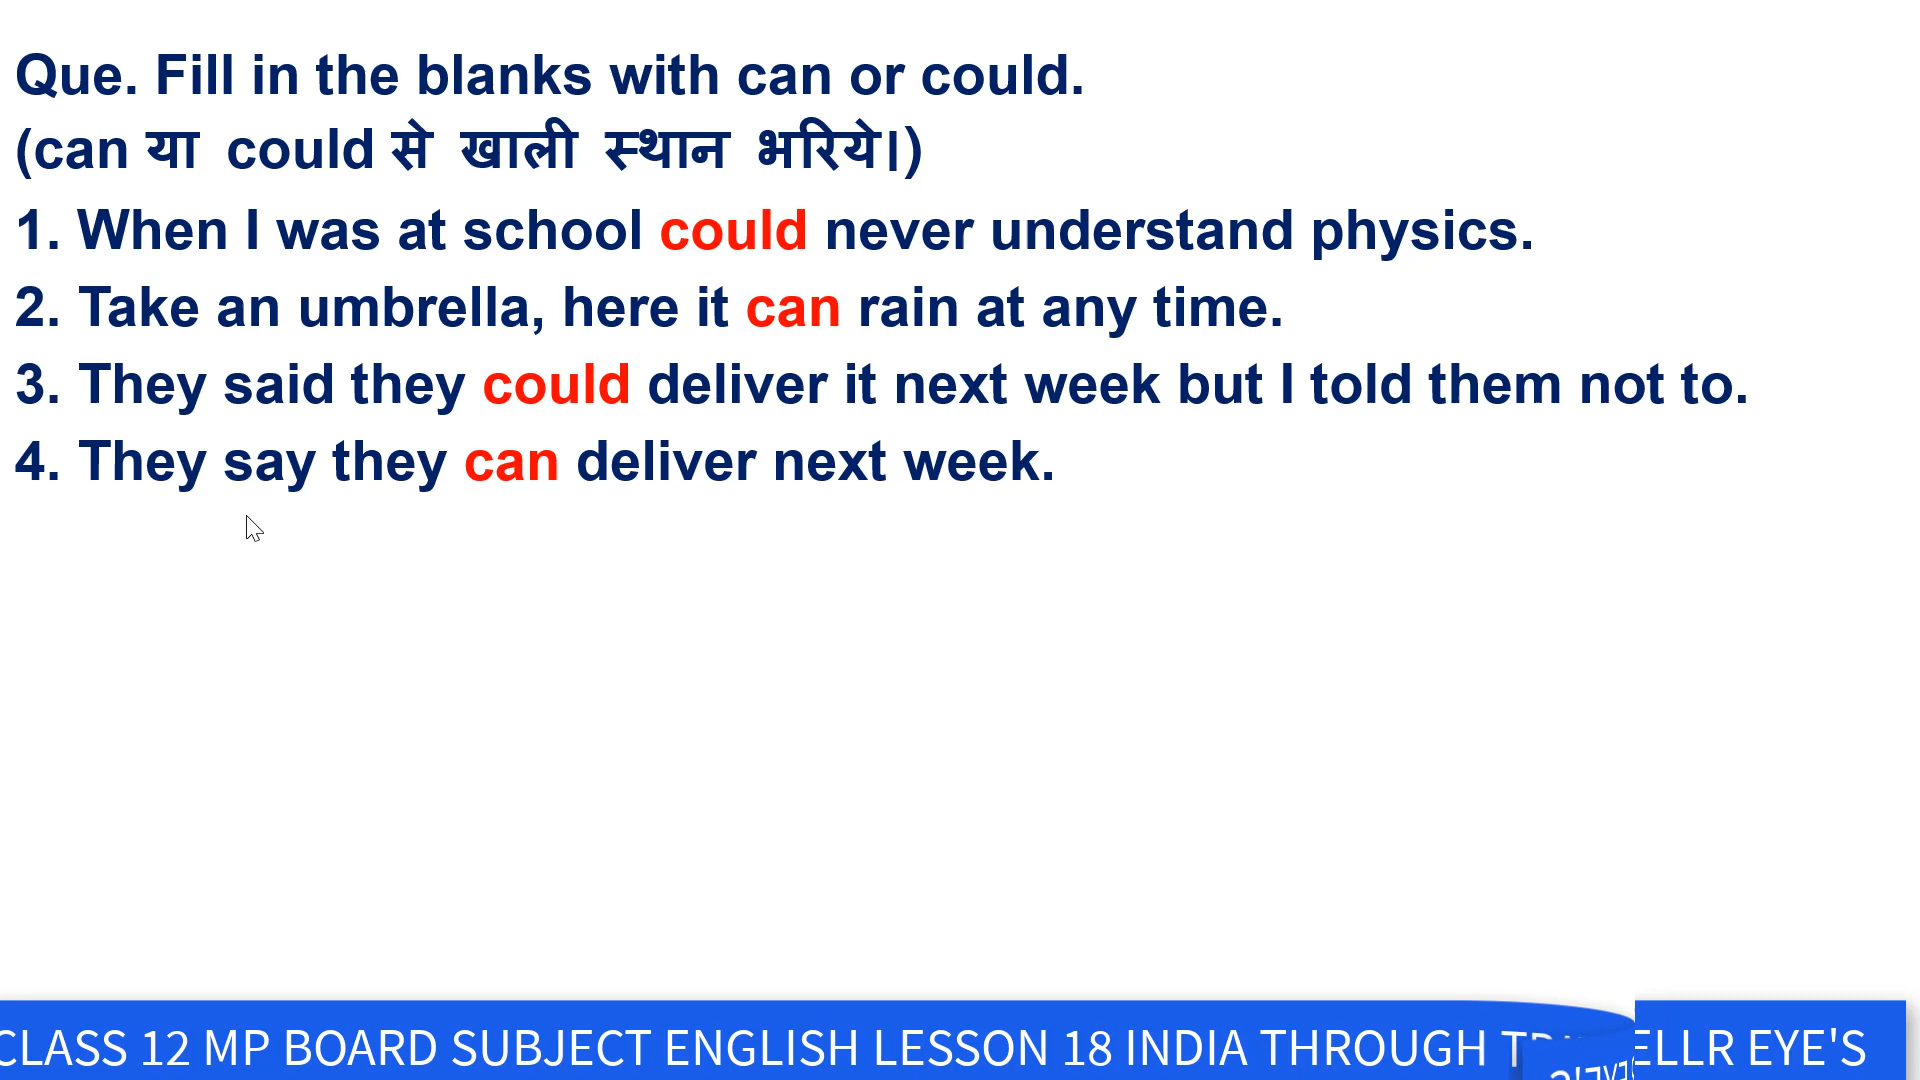 Que. Fill in the blanks with can or could.
(can या could से खाली स्थान भरिये।)
1. When I was at school could never understand physics.
2. Take an umbrella, here it can rain at any time.
3. They said they could deliver it next week but I told them not to.
4. They say they can deliver next week.
CLASS 12 MP BOARD SUBJECT ENGLISH LESSON 18 INDIA THROUGH EYE'S